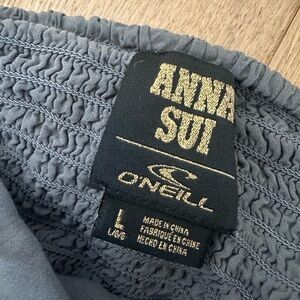 ANNA
SUI
O'NEILL
L
L/G/G
MADE IN CHINA
FABRIQUÉ EN CHINE
HECHO EN CHINA